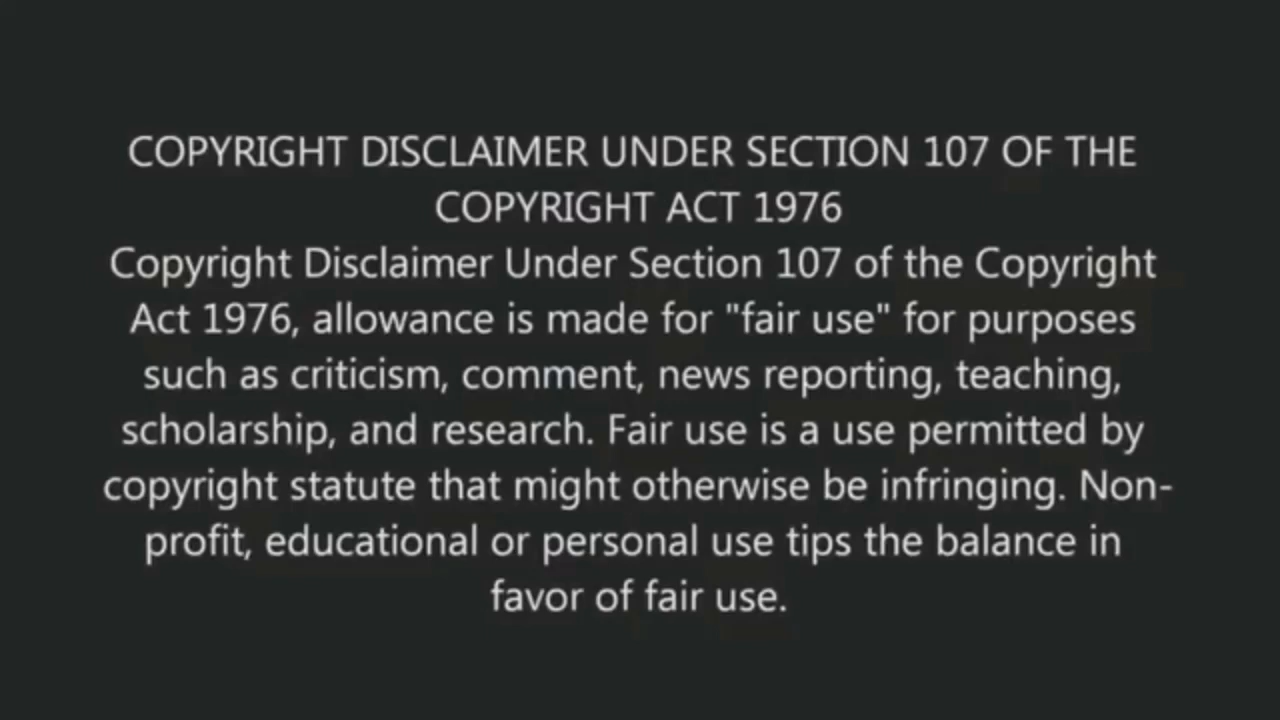 COPYRIGHT DISCLAIMER UNDER SECTION 107 OF THE
COPYRIGHT ACT 1976
Copyright Disclaimer Under Section 107 of the Copyright
Act 1976, allowance is made for "fair use" for purposes
such as criticism, comment, news reporting, teaching,
scholarship, and research. Fair use is a use permitted by
copyright statute that might otherwise be infringing. Non-
profit, educational or personal use tips the balance in
favor of fair use.